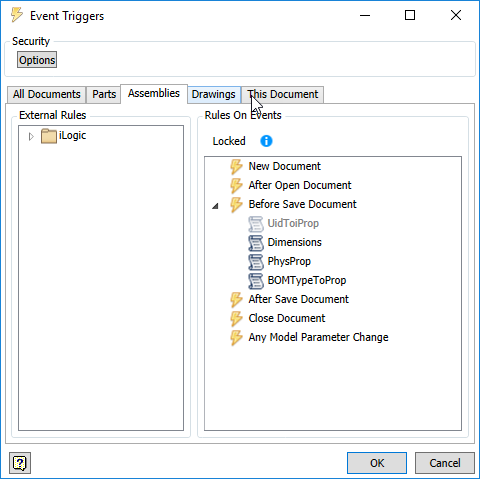 Event Triggers
Security
Options
All Documents Parts Assemblies Drawings This Document
External Rules
iLogic
Rules On Events
Locked
New Document
After Open Document
Before Save Document
UidToiProp
Dimensions
PhysProp
BOMTypeToProp
After Save Document
Close Document
Any Model Parameter Change
OK Cancel